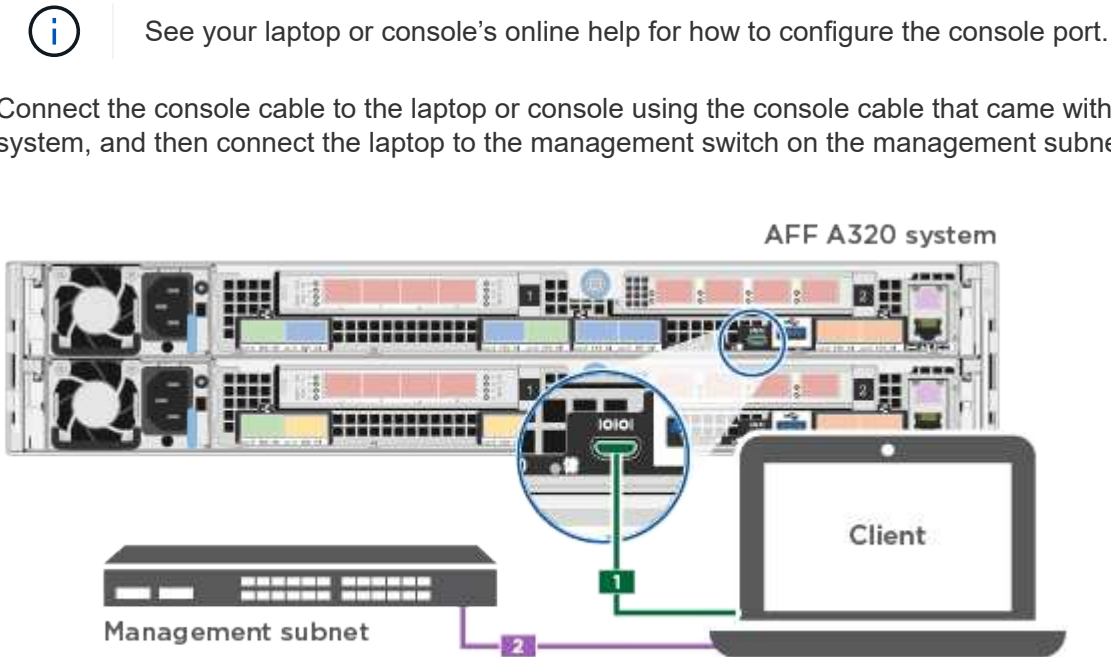 i
See your laptop or console’s online help for how to configure the console port.
Connect the console cable to the laptop or console using the console cable that came with
system, and then connect the laptop to the management switch on the management subne
AFF A320 system
1
2
1
2
IOIOI
Client
1
Management subnet
2